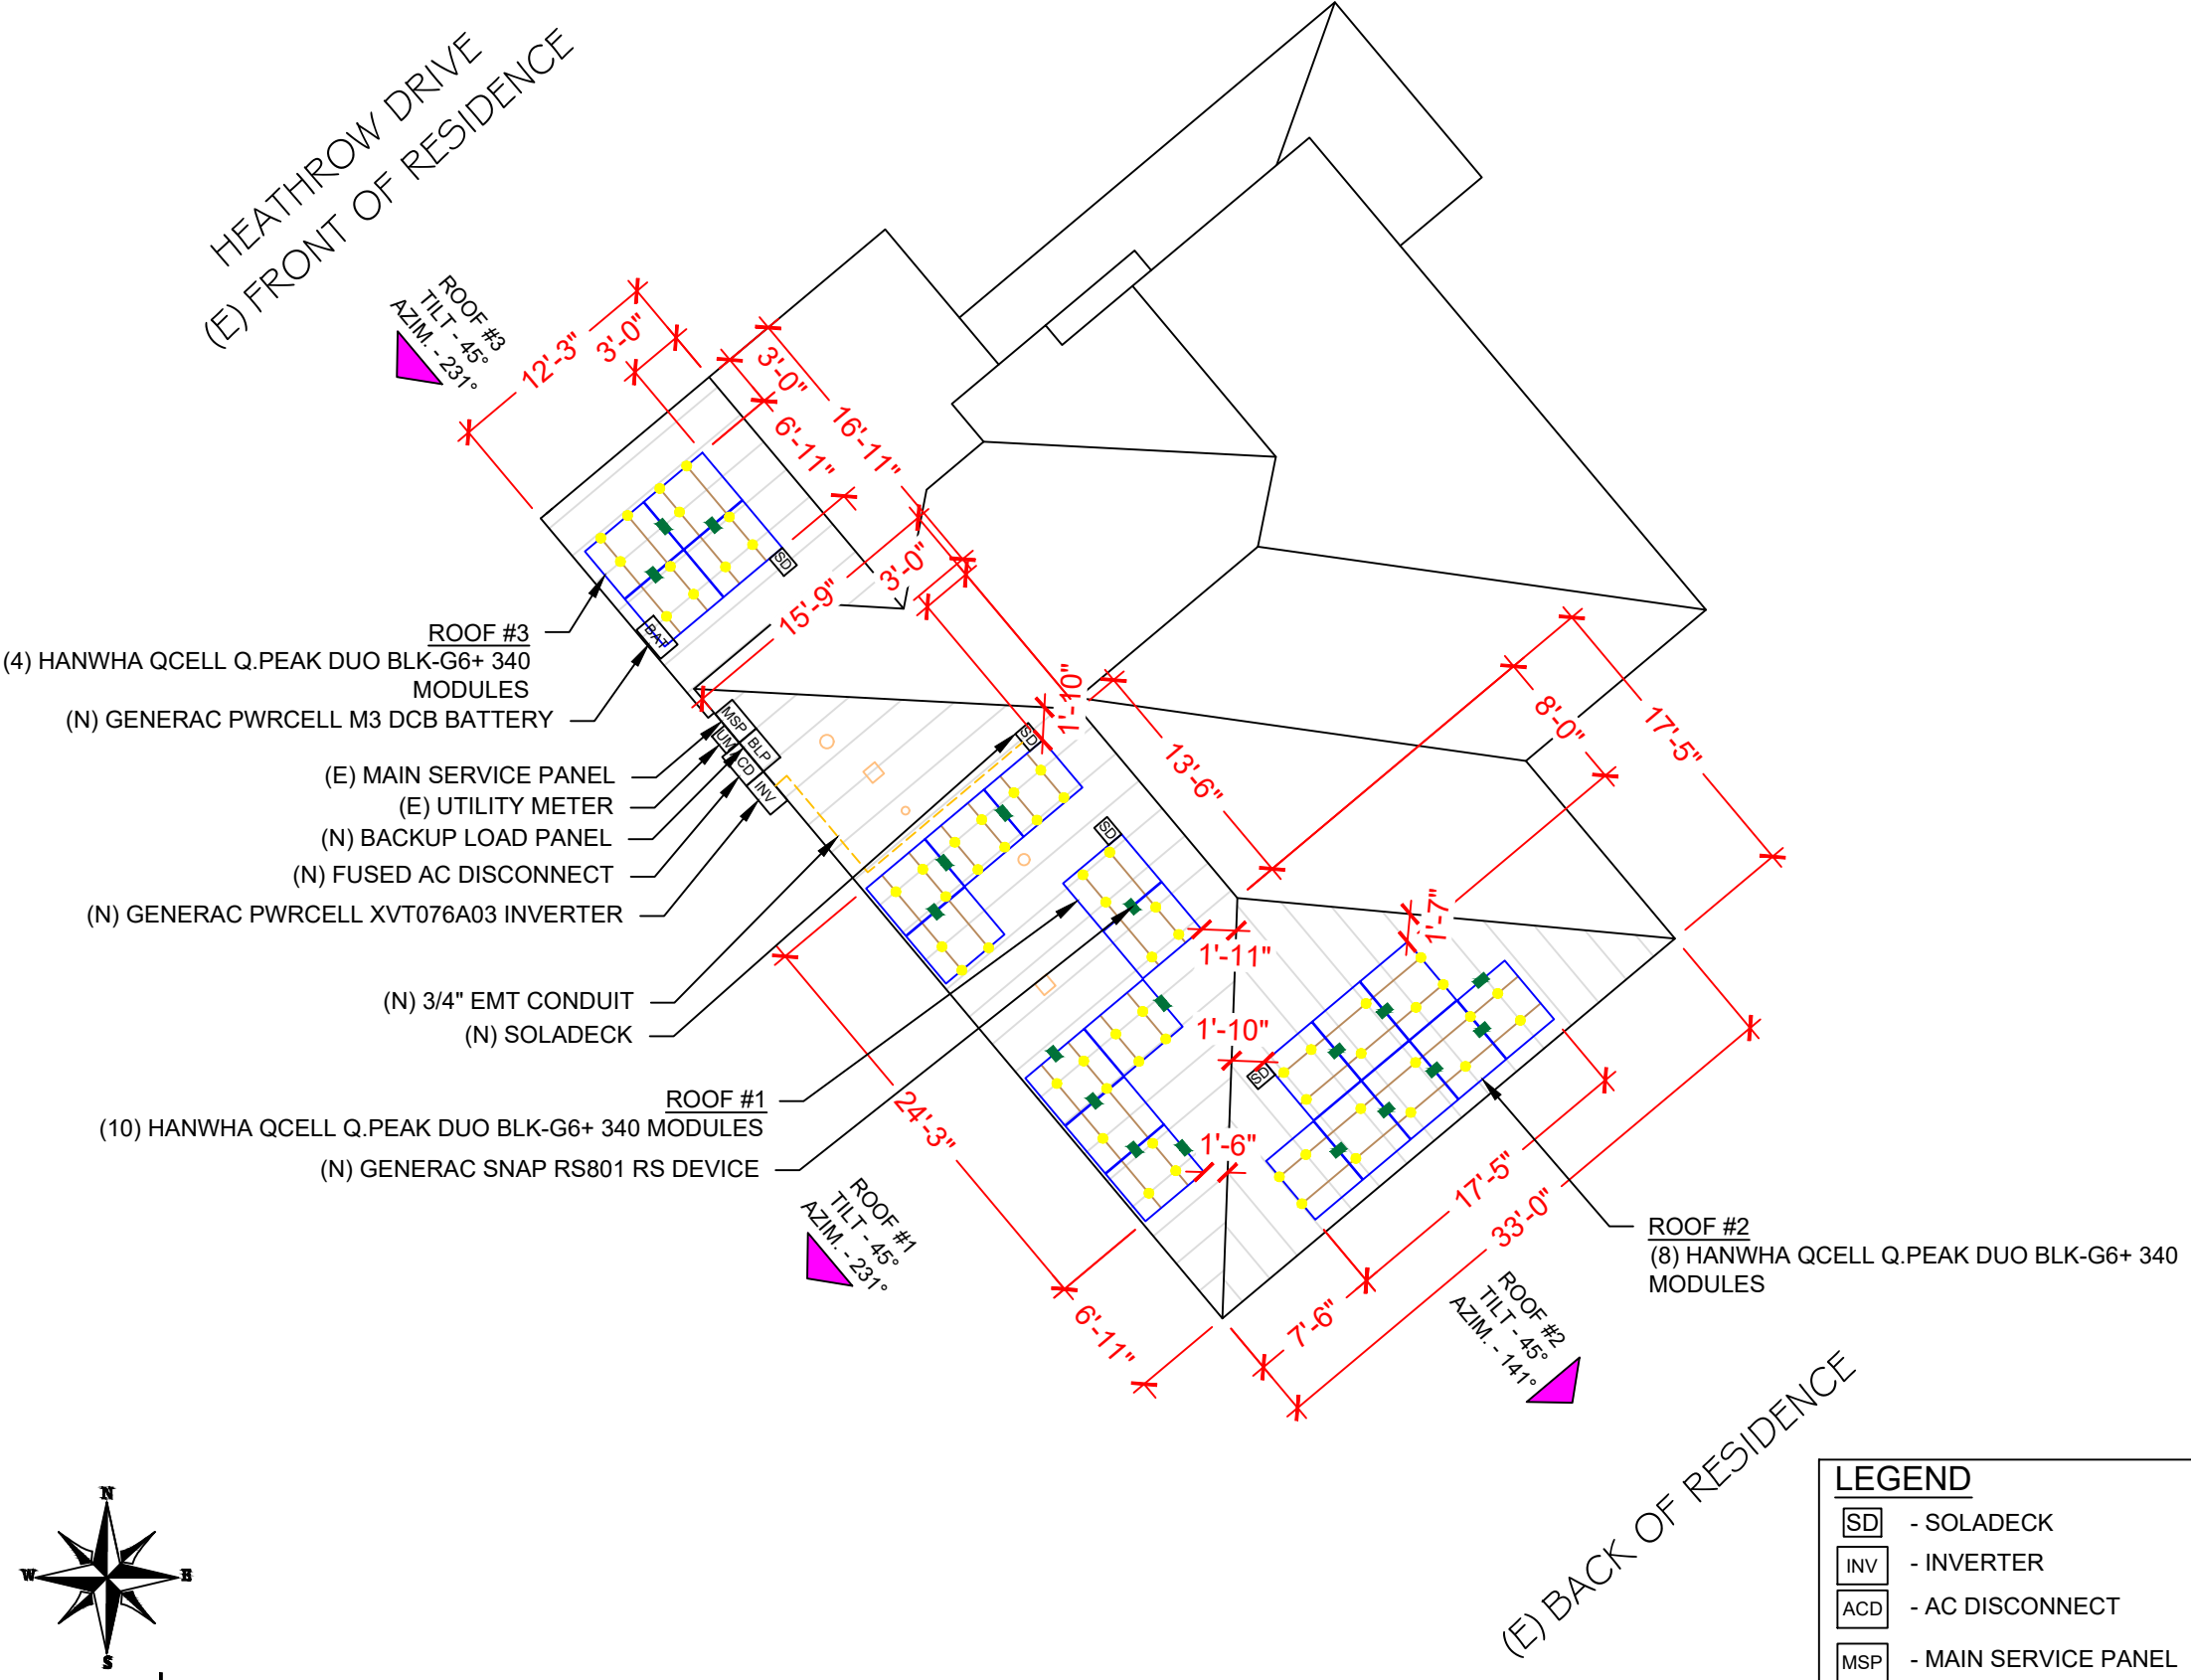 HEATHROW DRIVE
(E) FRONT OF RESIDENCE
ROOF #3
TILT - 45°
AZIM. - 231°
12'-3"
3'-0"
3'-0"
16'-11"
6'-11"
SD
15'-9"
3'-0"
BAT
ROOF #3
(4) HANWHA QCELL Q.PEAK DUO BLK-G6+ 340
MODULES
(N) GENERAC PWRCELL M3 DCB BATTERY
MSP
BLP
UM
ACD
INV
(E) MAIN SERVICE PANEL
(E) UTILITY METER
(N) BACKUP LOAD PANEL
(N) FUSED AC DISCONNECT
(N) GENERAC PWRCELL XVT076A03 INVERTER
(N) 3/4" EMT CONDUIT
(N) SOLADECK
SD
1'-10"
13'-6"
8'-0"
17'-5"
SD
1'-11"
1'-7"
1'-10"
SD
1'-6"
ROOF #1
(10) HANWHA QCELL Q.PEAK DUO BLK-G6+ 340 MODULES
(N) GENERAC SNAP RS801 RS DEVICE
24'-3"
6'-11"
ROOF #1
TILT - 45°
AZIM. - 231°
17'-5"
33'-0"
7'-6"
ROOF #2
(8) HANWHA QCELL Q.PEAK DUO BLK-G6+ 340
MODULES
ROOF #2
TILT - 45°
AZIM. - 141°
(E) BACK OF RESIDENCE
N
W
E
S
LEGEND
SD - SOLADECK
INV - INVERTER
ACD - AC DISCONNECT
MSP - MAIN SERVICE PANEL